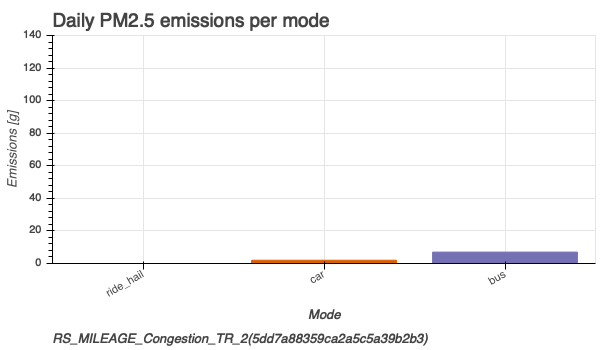 Daily PM2.5 emissions per mode
Emissions [g]
140
120
100
80
60
40
20
0
ride_hail
car
bus
Mode
RS_MILEAGE_Congestion_TR_2(5dd7a88359ca2a5c5a39b2b3)